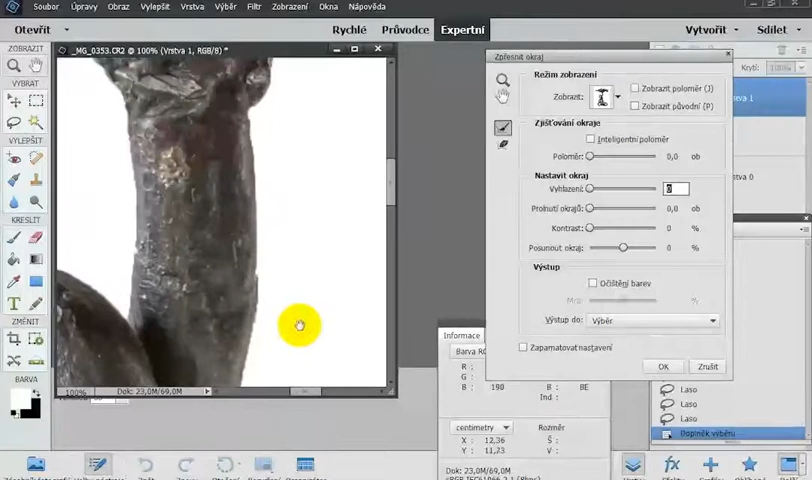 Soubor Úpravy Obraz Vylepšit Vrstva Výběr Filtr Zobrazení Okna Nápověda
Otevřít Rychlé Průvodce Expertní Vytvořit Sdílet
ZOBRAZIT
_MG_0353.CR2 @ 100% (Vrstva 1, RGB/8) *
Zpřesnit okraj
Krytí: 100%
Režim zobrazení
VYBRAT
Zobrazit: Zobrazit poloměr (J)
Zobrazit původní (P)
Zjišťování okraje
VYLEPŠIT
Inteligentní poloměr
Poloměr: 0,0 ob
Nastavit okraj
Vyhlazení: 0
Prolnutí okrajů: 0,0 ob
KRESLIT
Kontrast: 0 %
Posunout okraj: 0 %
Výstup
Očištění barev
ZMĚNIT
Výstup do: Výběr
Informace
Zapamatovat nastavení
OK Zrušit
BARVA
R :
G :
B : 190 B : BE
Ind :
100% Dok: 23,0M/69,0M
Laso
Laso
Laso
Doplněk výběru
centimetry Rozměr
X : 12,36 Š :
Y : 11,73 V :
Dok: 23,0M/69,0M